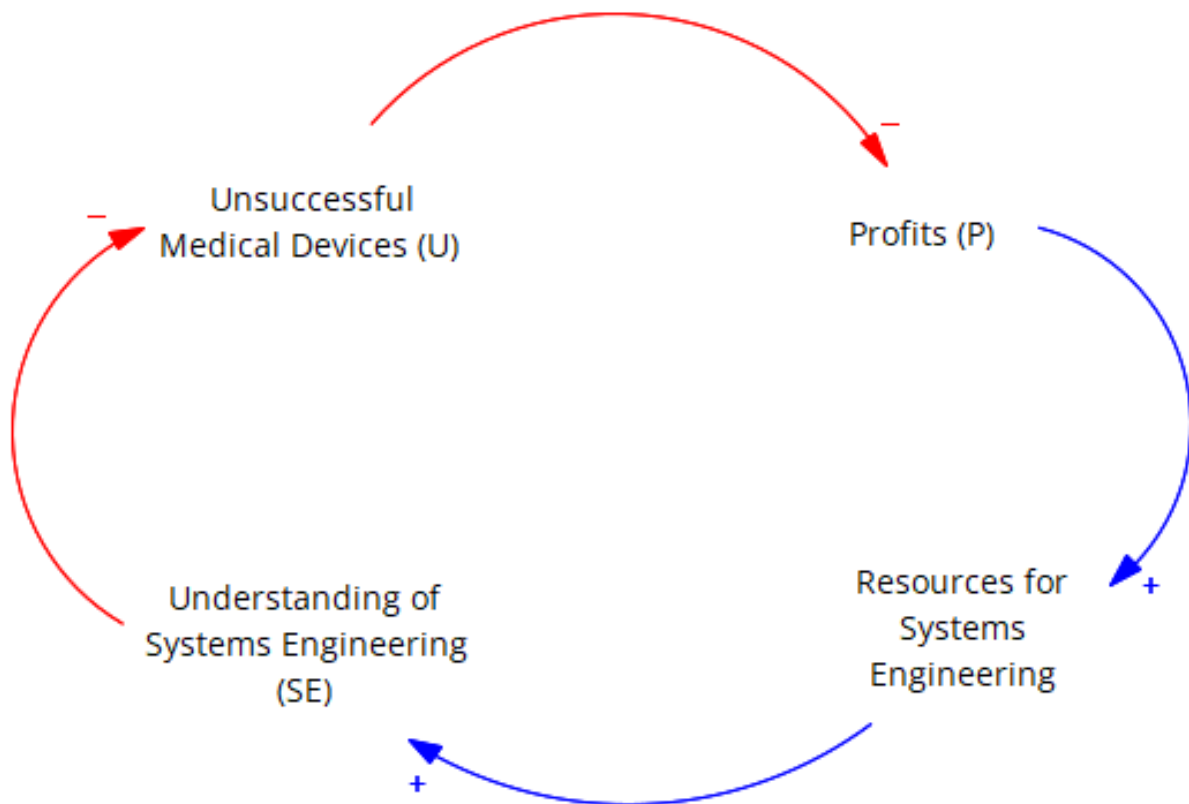 Unsuccessful
Medical Devices (U)
–
Profits (P)
–
+
Resources for
Systems
Engineering
Understanding of
Systems Engineering
(SE)
+